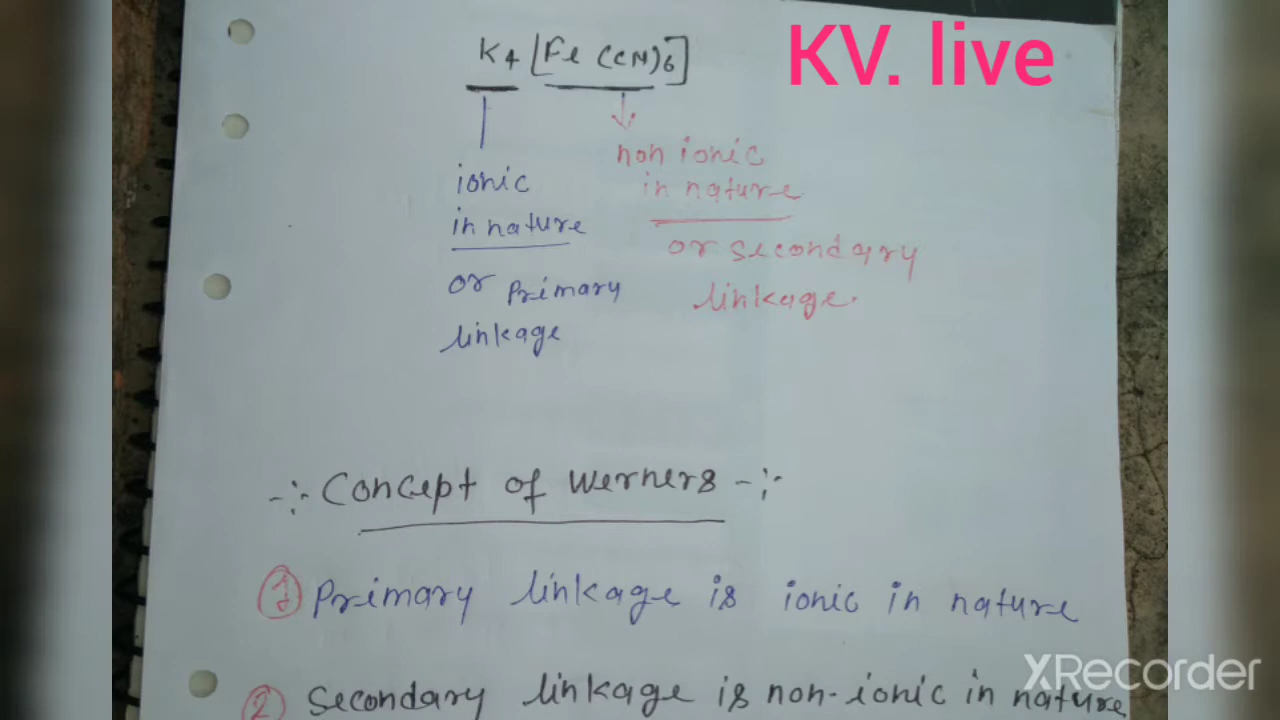 K4[Fe(CN)6]
KV. live
ionic
in nature
or Primary
linkage
non ionic
in nature
or secondary
linkage.
-:- Concept of Werners -:-
① Primary linkage is ionic in nature
② Secondary linkage is non-ionic in nature
XRecorder